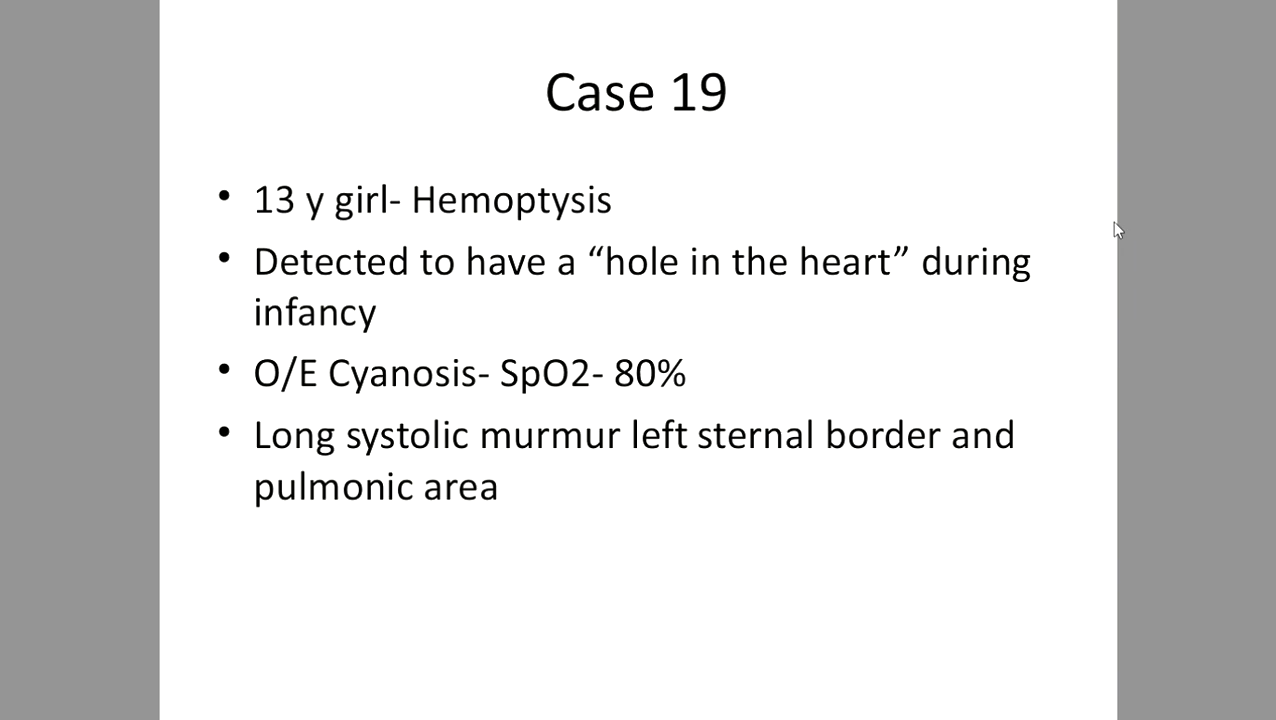 Case 19
• 13 y girl- Hemoptysis
• Detected to have a “hole in the heart” during
infancy
• O/E Cyanosis- SpO2- 80%
• Long systolic murmur left sternal border and
pulmonic area